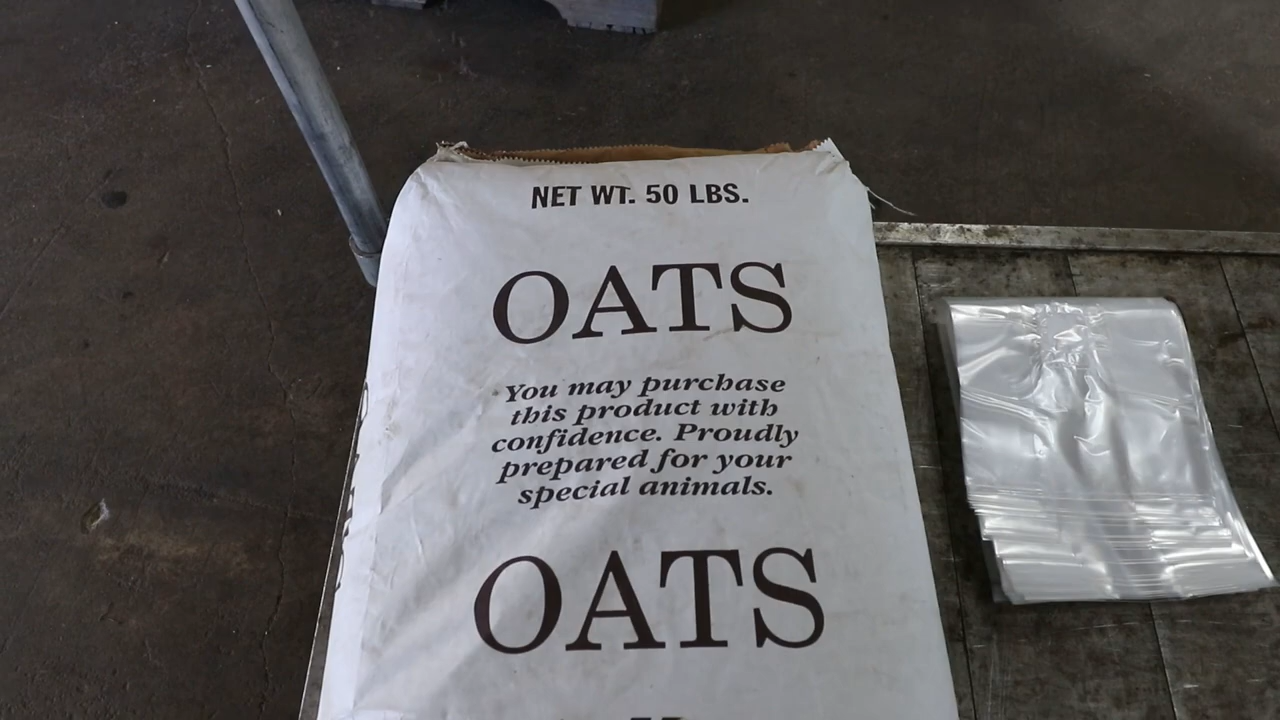 NET WT. 50 LBS.
OATS
You may purchase
this product with
confidence. Proudly
prepared for your
special animals.
OATS